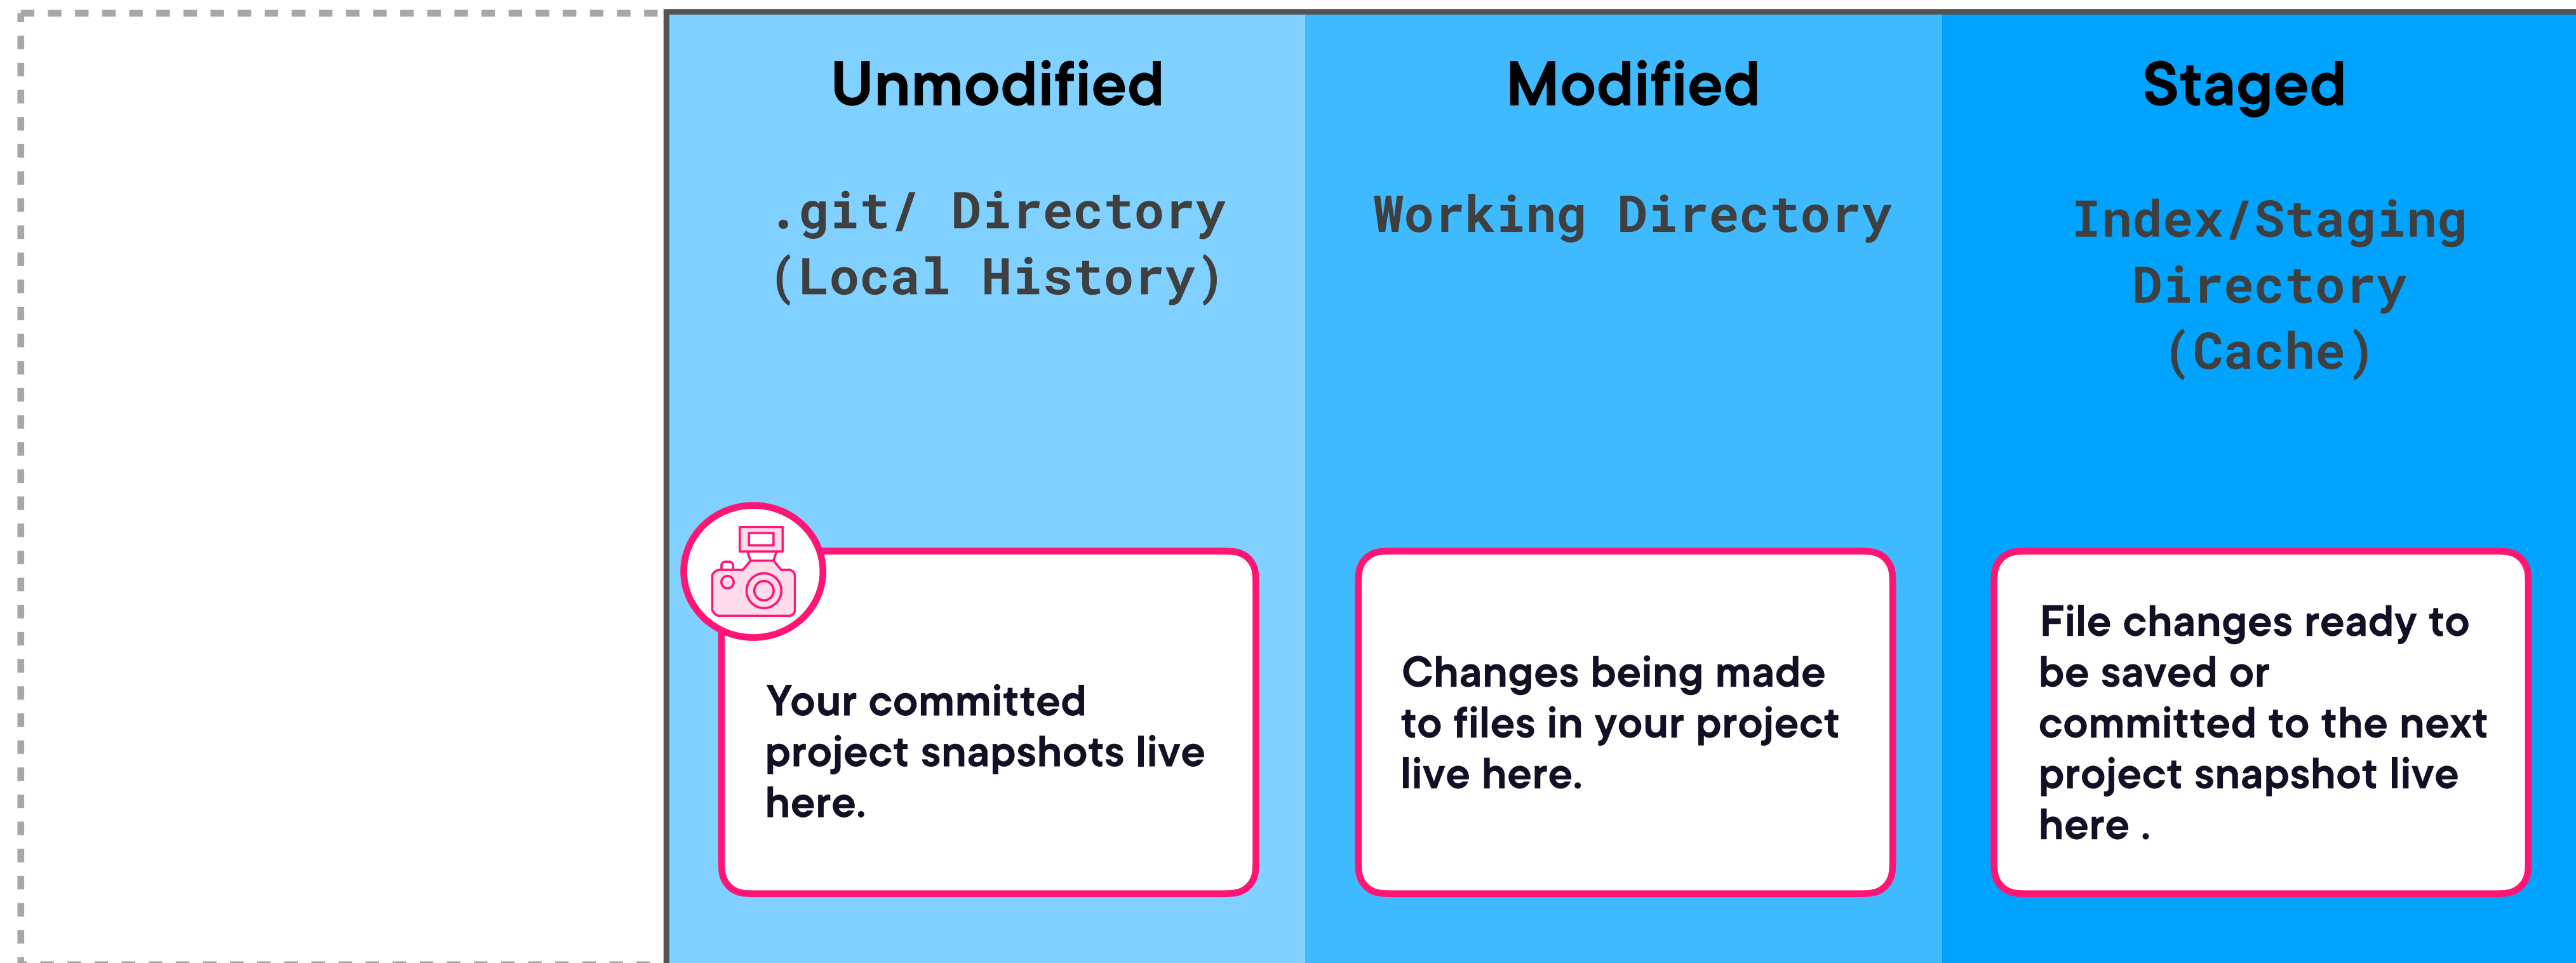 Unmodified
.git/ Directory
(Local History)
Your committed
project snapshots live
here.
Modified
Working Directory
Changes being made
to files in your project
live here.
Staged
Index/Staging
Directory
(Cache)
File changes ready to
be saved or
committed to the next
project snapshot live
here .